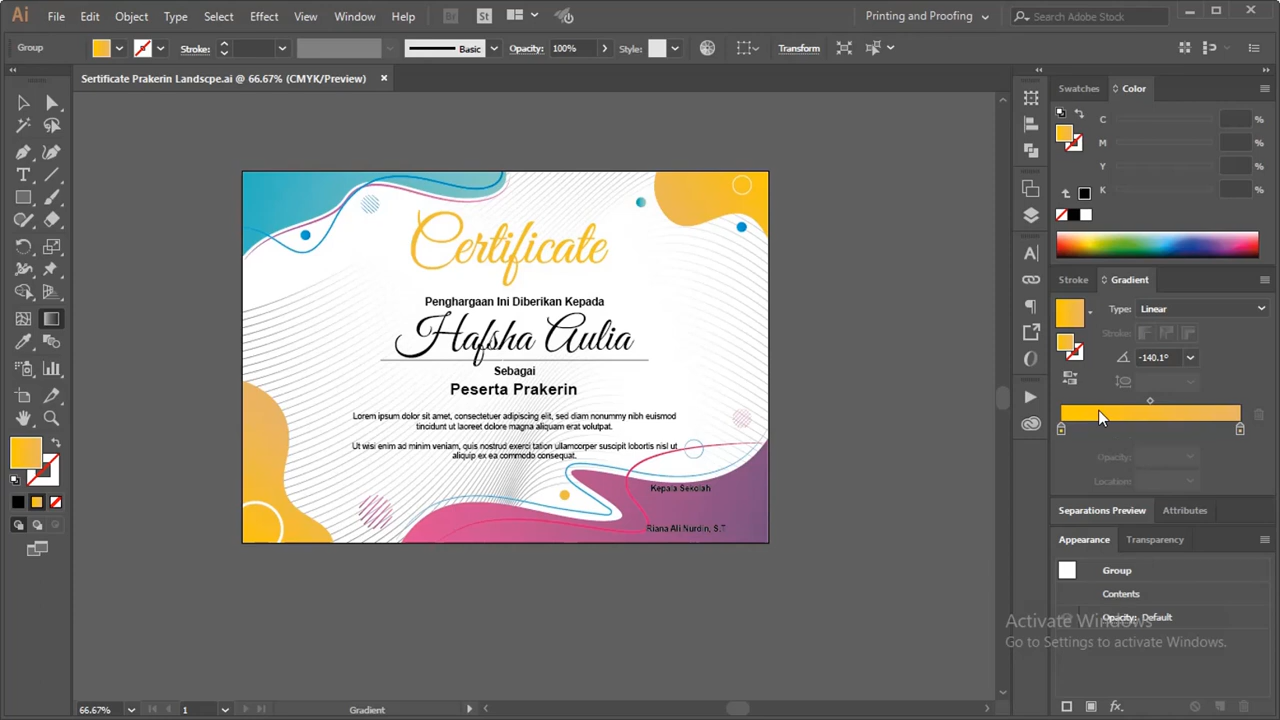 Ai File Edit Object Type Select Effect View Window Help Br St Printing and Proofing Search Adobe Stock
Group Stroke: Basic Opacity: 100% Style: Transform
Sertificate Prakerin Landscpe.ai @ 66.67% (CMYK/Preview)
Certificate
Penghargaan Ini Diberikan Kepada
Hafsha Aulia
Sebagai
Peserta Prakerin
Lorem ipsum dolor sit amet, consectetuer adipiscing elit, sed diam nonummy nibh euismod
tincidunt ut laoreet dolore magna aliquam erat volutpat.
Ut wisi enim ad minim veniam, quis nostrud exerci tation ullamcorper suscipit lobortis nisl ut
aliquip ex ea commodo consequat.
Kepala Sekolah
Riana Ali Nurdin, S.T
Swatches Color
C %
M %
Y %
K %
Stroke Gradient
Type: Linear
Stroke:
-140.1°
Opacity:
Location:
Separations Preview Attributes
Appearance Transparency
Group
Contents
Opacity: Default
Activate Windows
Go to Settings to activate Windows.
66.67% 1 Gradient